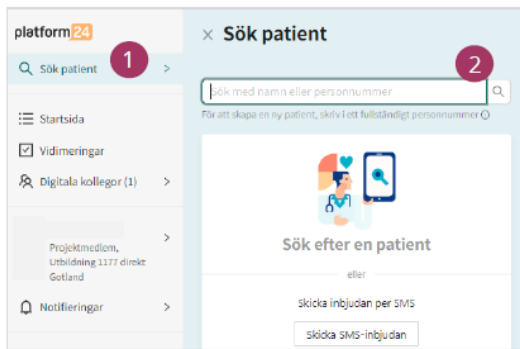 platform24
Sök patient
1
Startsida
Vidimeringar
Digitala kollegor (1)
Projektmedlem,
Utbildning 1177 direkt
Gotland
Notifieringar
Sök patient
2
Sök med namn eller personnummer
För att skapa en ny patient, skriv i ett fullständigt personnummer
Sök efter en patient
eller
Skicka inbjudan per SMS
Skicka SMS-inbjudan